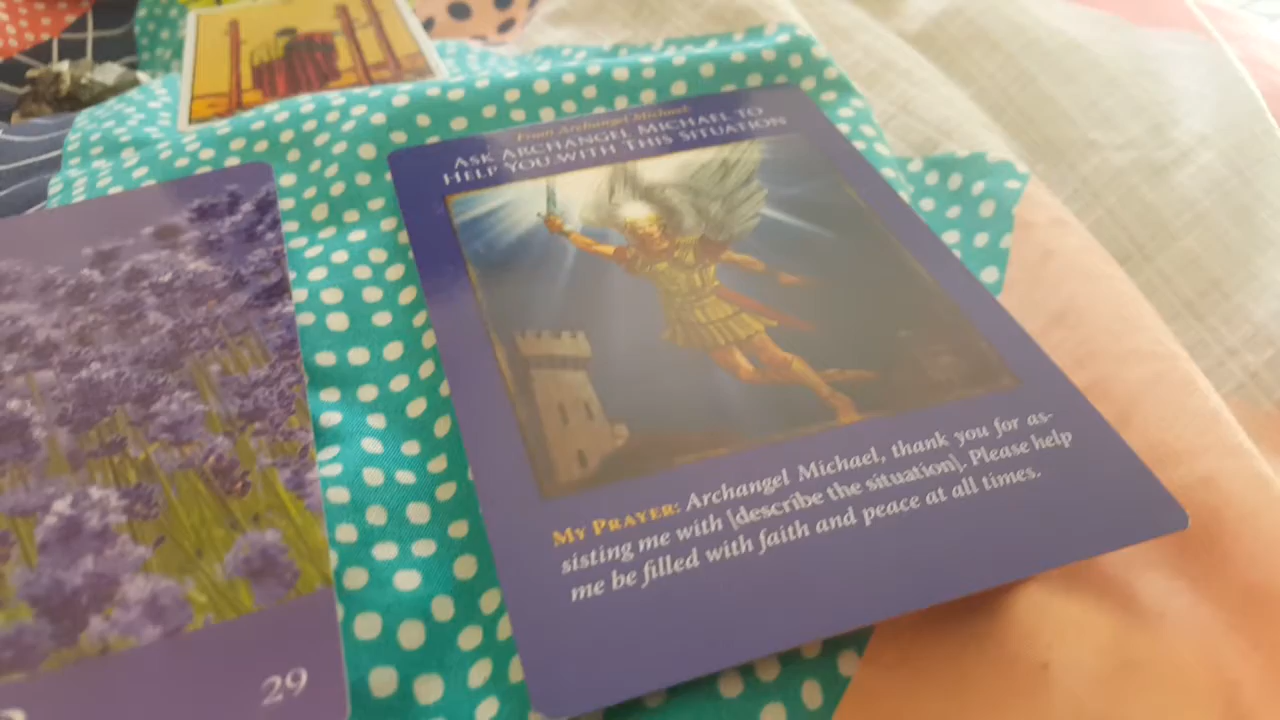 From Archangel Michael:
ASK ARCHANGEL MICHAEL TO
HELP YOU WITH THIS SITUATION
MY PRAYER: Archangel Michael, thank you for as-
sisting me with [describe the situation]. Please help
me be filled with faith and peace at all times.
29